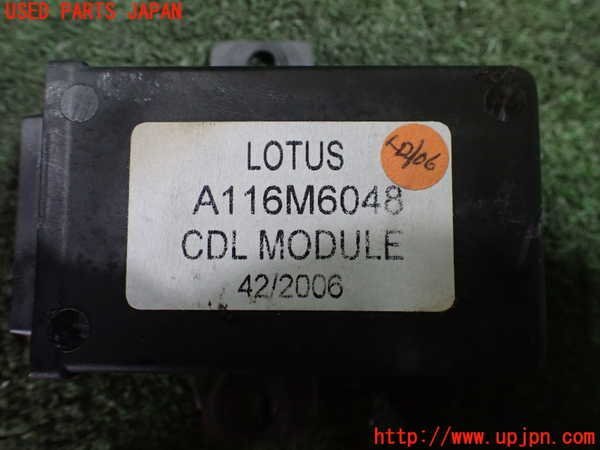 USED PARTS JAPAN
LOTUS
A116M6048
CDL MODULE
42/2006
http://www.upjpn.com/